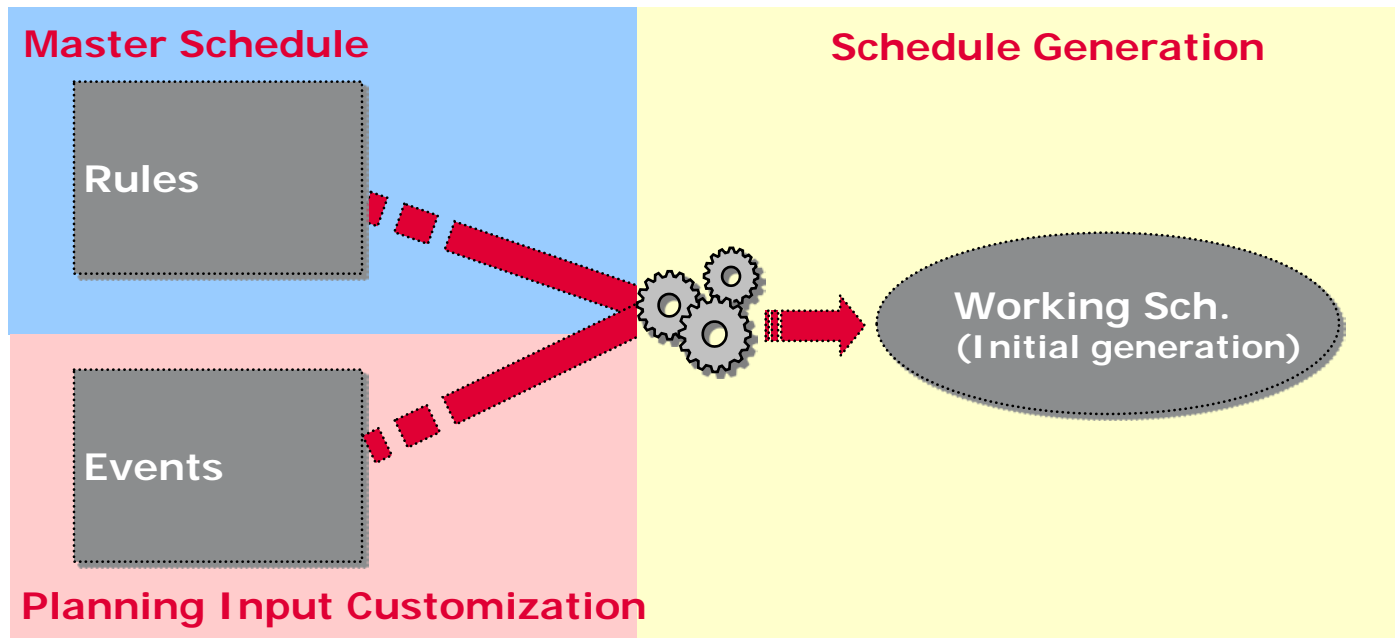 Master Schedule
Schedule Generation
Rules
Working Sch.
(Initial generation)
Events
Planning Input Customization